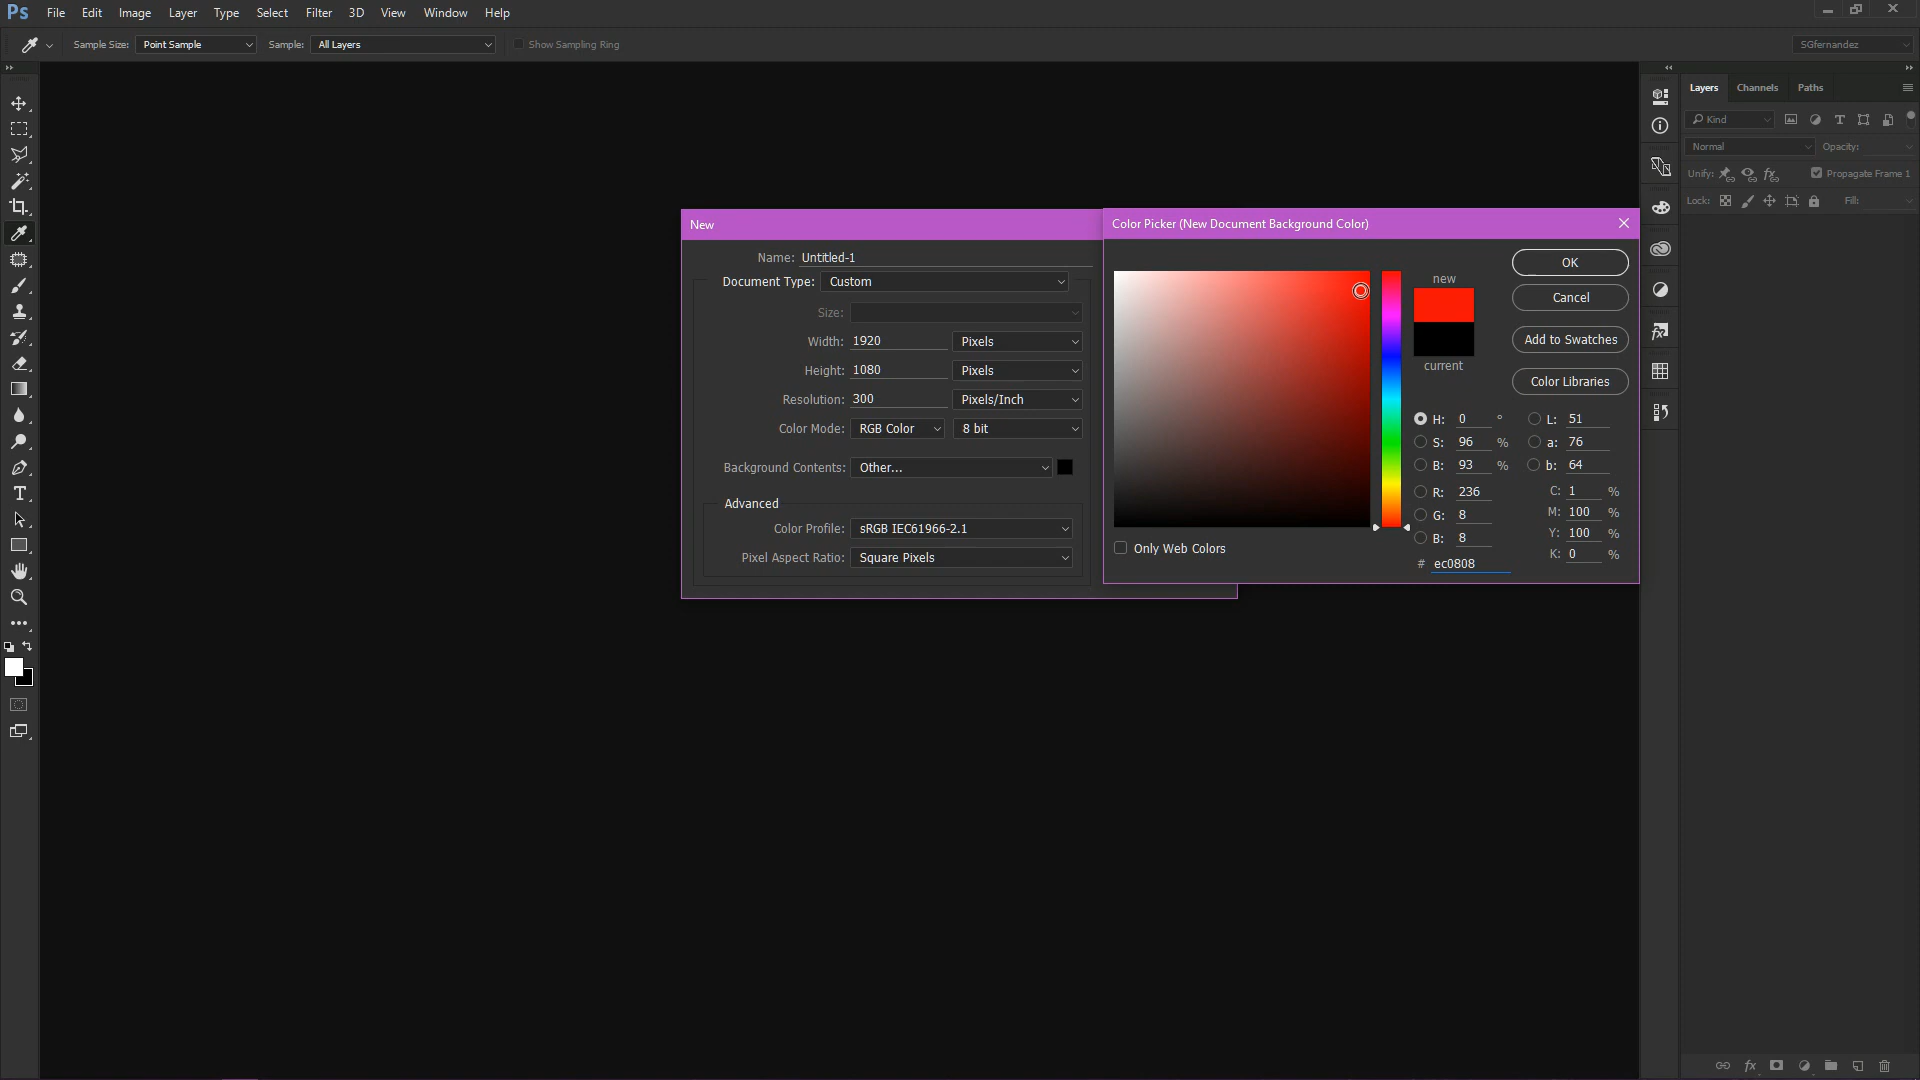 Ps File Edit Image Layer Type Select Filter 3D View Window Help
Sample Size: Point Sample Sample: All Layers Show Sampling Ring SGfernandez
Layers Channels Paths
Kind
Normal Opacity:
Unify: Propagate Frame 1
Lock: Fill:
New
Name: Untitled-1
Document Type: Custom
Size:
Width: 1920 Pixels
Height: 1080 Pixels
Resolution: 300 Pixels/Inch
Color Mode: RGB Color 8 bit
Background Contents: Other...
Advanced
Color Profile: sRGB IEC61966-2.1
Pixel Aspect Ratio: Square Pixels
Color Picker (New Document Background Color)
new
current
OK
Cancel
Add to Swatches
Color Libraries
H: 0 ° L: 51
S: 96 % a: 76
B: 93 % b: 64
R: 236 C: 1 %
G: 8 M: 100 %
B: 8 Y: 100 %
K: 0 %
# ec0808
Only Web Colors